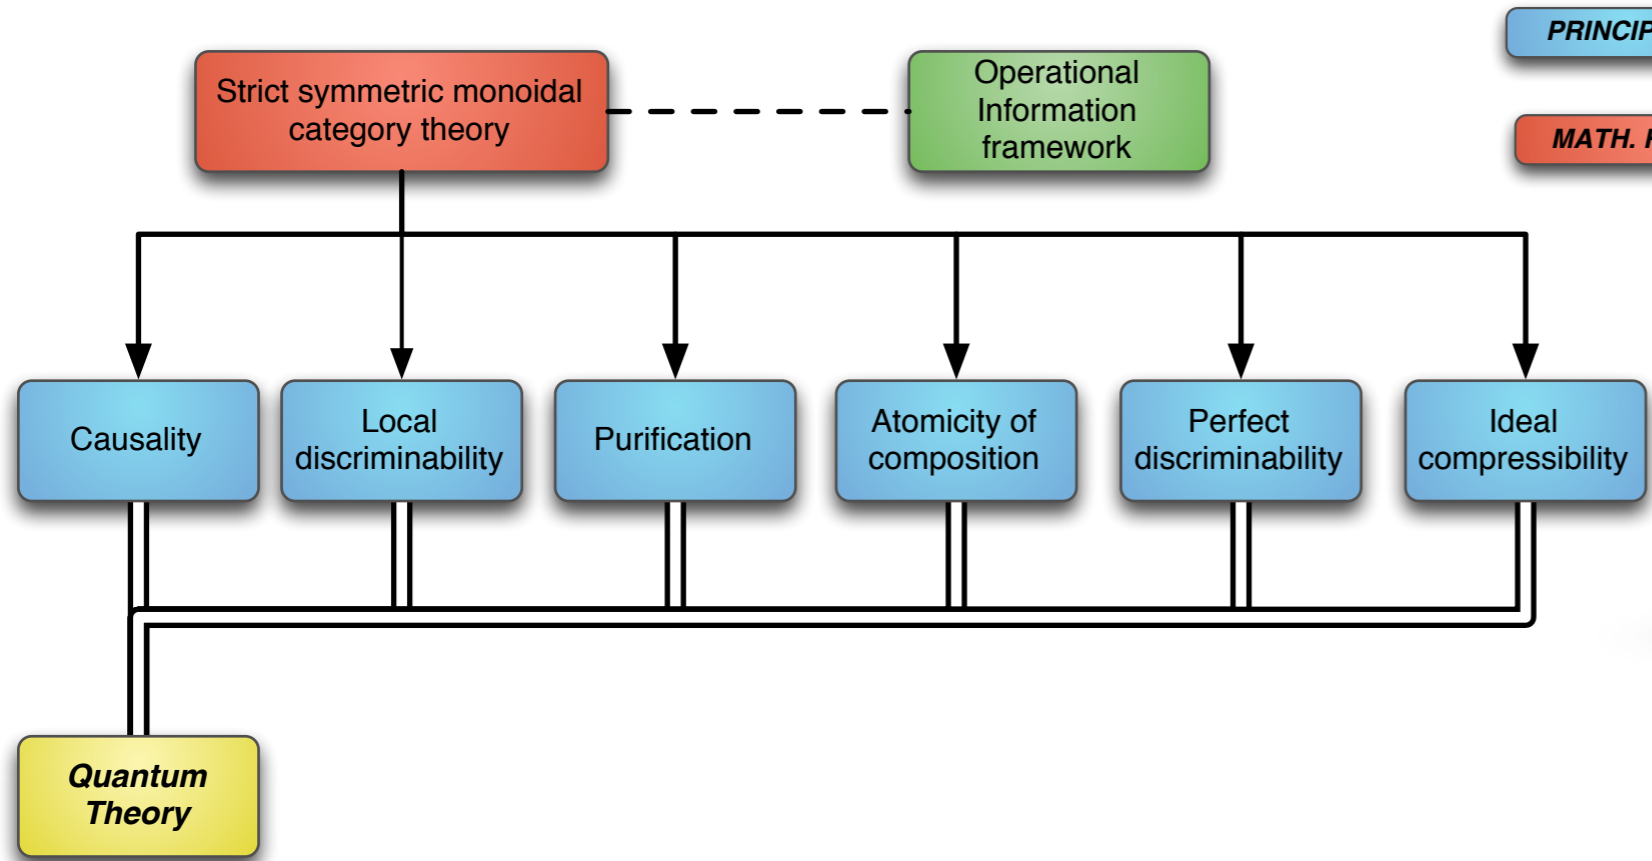 Strict symmetric monoidal
category theory
Operational
Information
framework
MATH.
Causality
Local
discriminability
Purification
Atomicity of
composition
Perfect
discriminability
Ideal
compressibility
Quantum
Theory